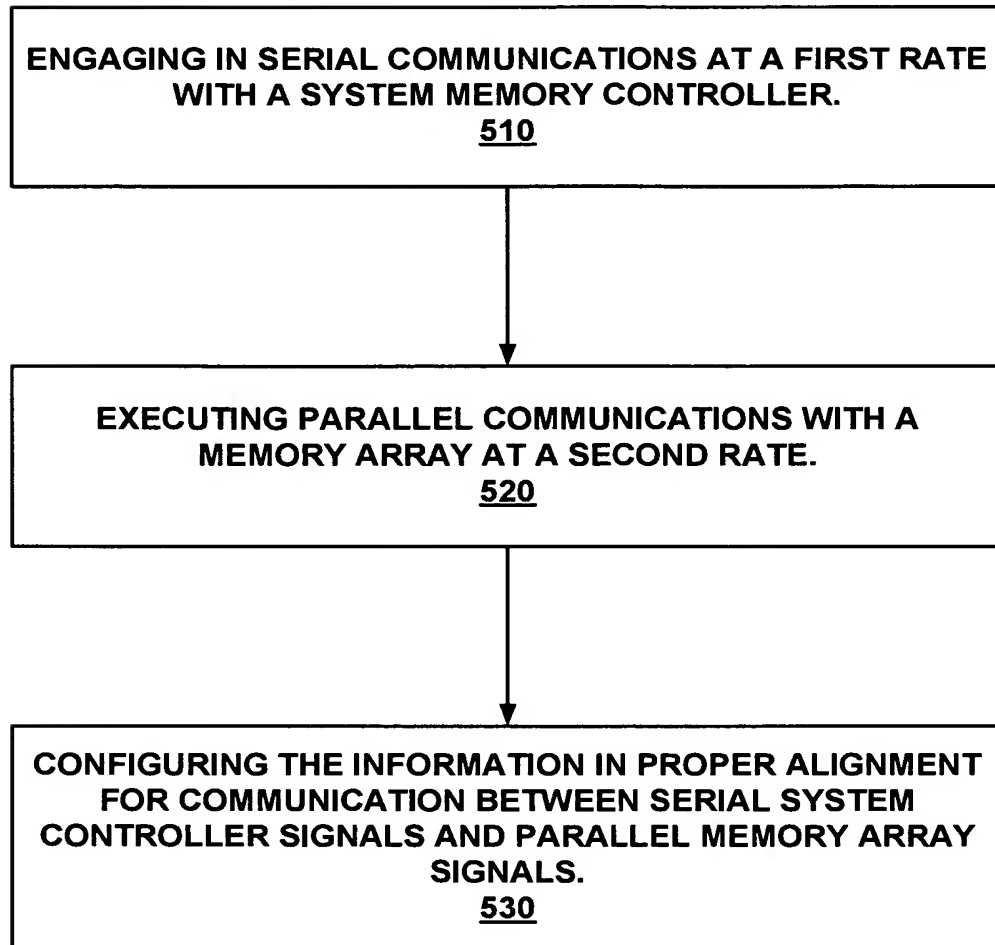 ENGAGING IN SERIAL COMMUNICATIONS AT A FIRST RATE
WITH A SYSTEM MEMORY CONTROLLER.
510
EXECUTING PARALLEL COMMUNICATIONS WITH A
MEMORY ARRAY AT A SECOND RATE.
520
CONFIGURING THE INFORMATION IN PROPER ALIGNMENT
FOR COMMUNICATION BETWEEN SERIAL SYSTEM
CONTROLLER SIGNALS AND PARALLEL MEMORY ARRAY
SIGNALS.
530